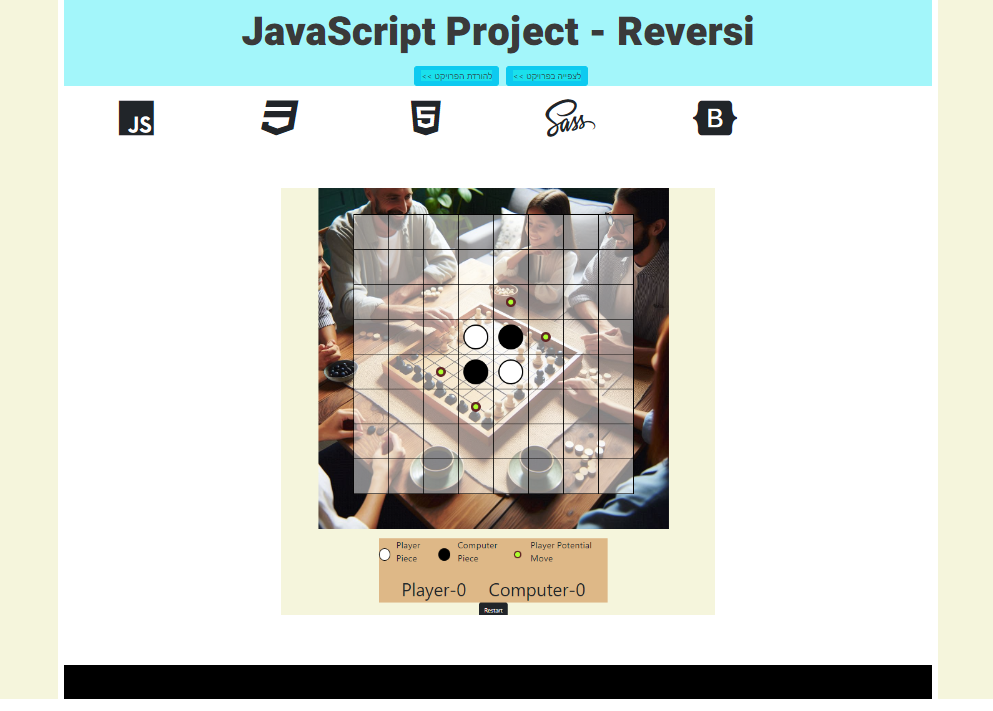 JavaScript Project - Reversi
להורדת הפרויקט >>
לצפייה בפרויקט >>
JS
5
Sass
B
Player Piece
Computer Piece
Player Potential Move
Player-0
Computer-0
Restart